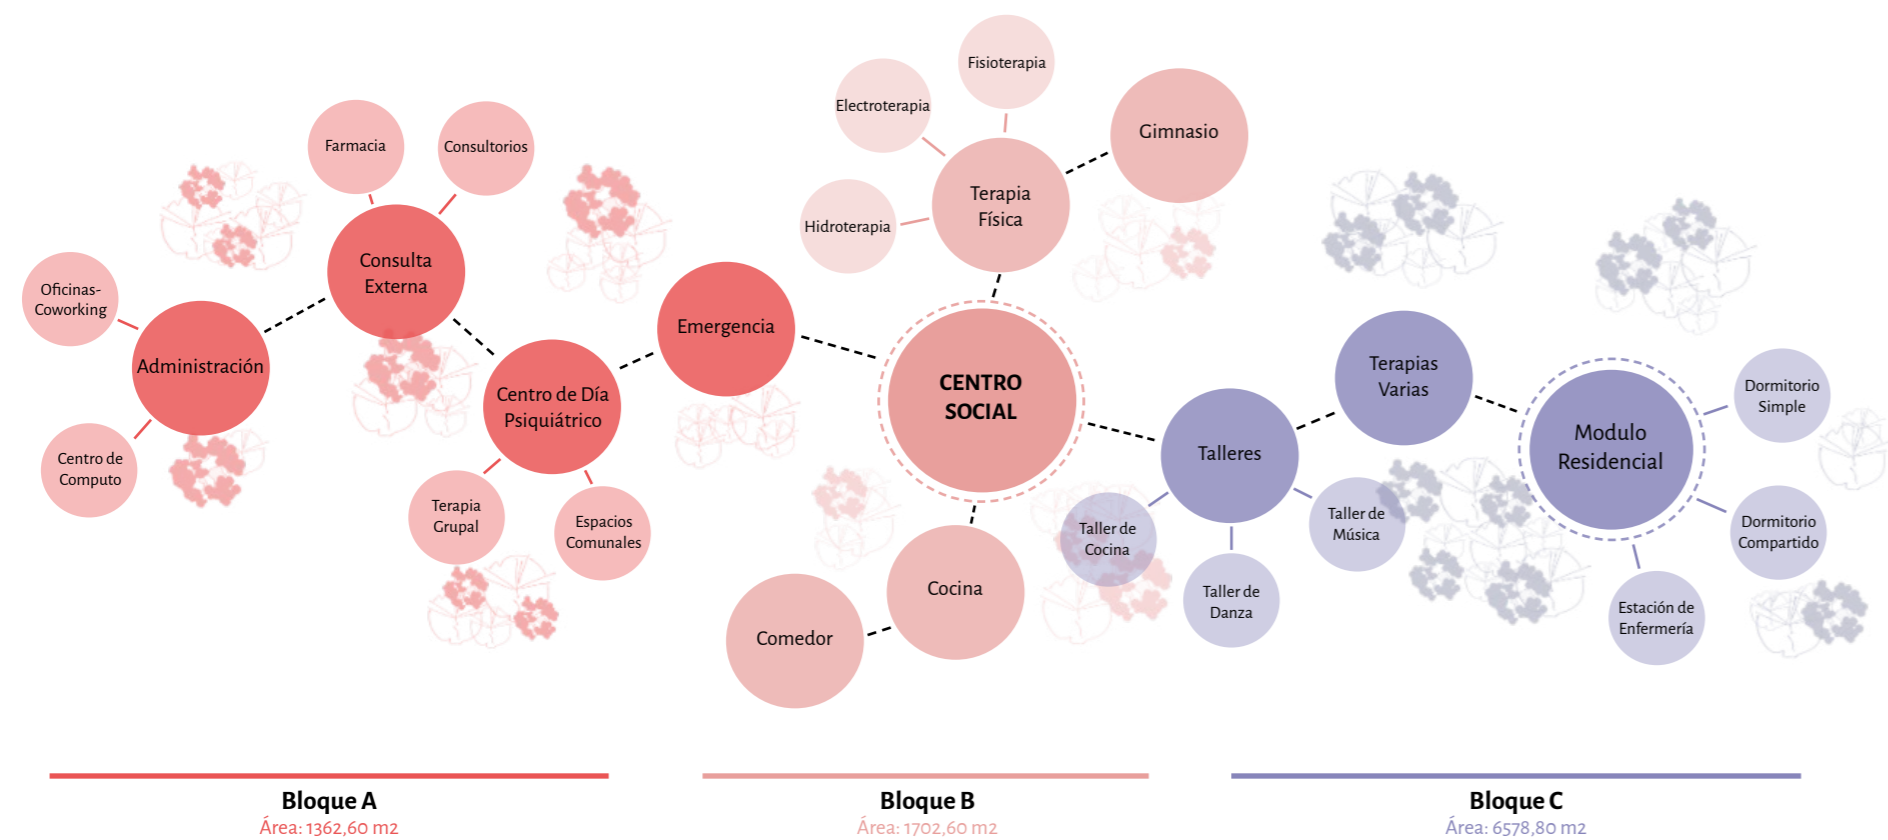 Oficinas-
Coworking
Administración
Centro de
Computo
Farmacia
Consultorios
Consulta
Externa
Centro de Día
Psiquiátrico
Terapia
Grupal
Espacios
Comunales
Emergencia
Fisioterapia
Electroterapia
Hidroterapia
Terapia
Física
Gimnasio
CENTRO
SOCIAL
Cocina
Comedor
Talleres
Taller de
Cocina
Taller de
Danza
Taller de
Música
Terapias
Varias
Modulo
Residencial
Dormitorio
Simple
Dormitorio
Compartido
Estación de
Enfermería
Bloque A
Área: 1362,60 m2
Bloque B
Área: 1702,60 m2
Bloque C
Área: 6578,80 m2